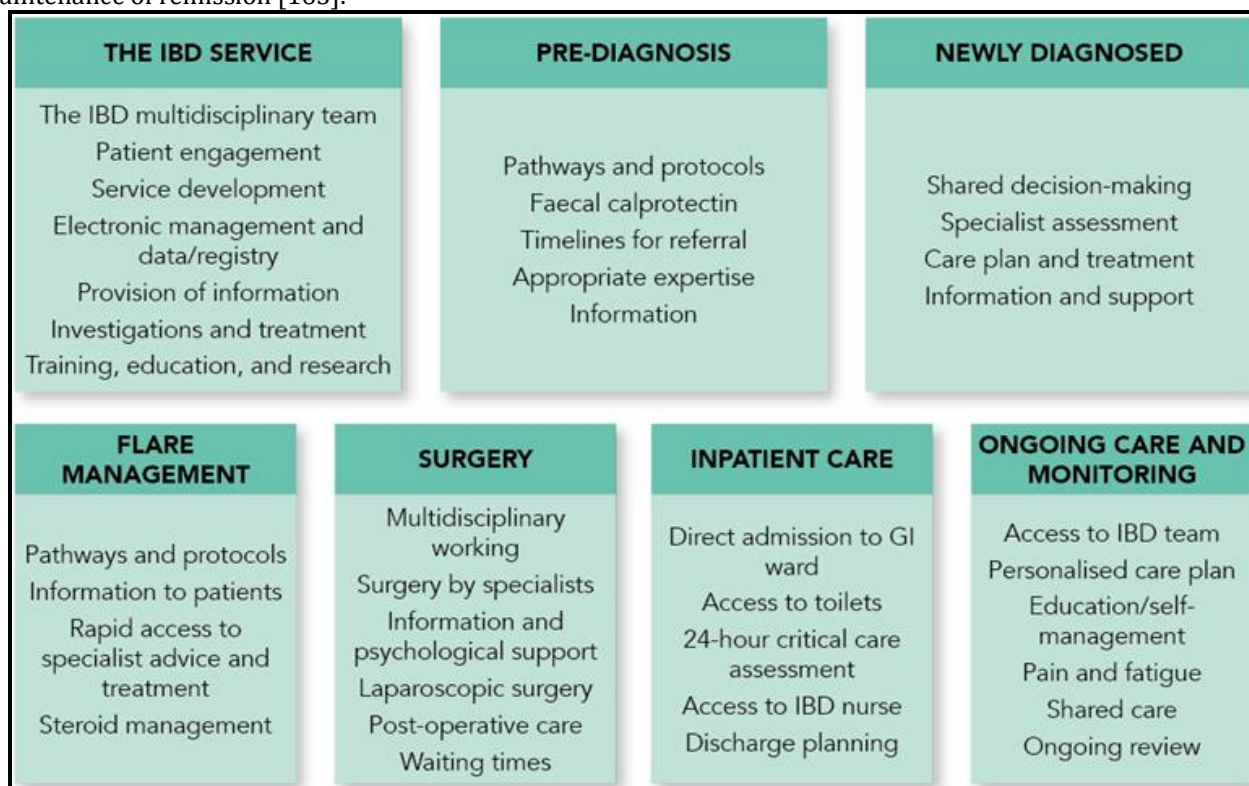 maintenance of remission [163].
THE IBD SERVICE
The IBD multidisciplinary team
Patient engagement
Service development
Electronic management and
data/registry
Provision of information
Investigations and treatment
Training, education, and research
PRE-DIAGNOSIS
Pathways and protocols
Faecal calprotectin
Timelines for referral
Appropriate expertise
Information
NEWLY DIAGNOSED
Shared decision-making
Specialist assessment
Care plan and treatment
Information and support
FLARE
MANAGEMENT
Pathways and protocols
Information to patients
Rapid access to
specialist advice and
treatment
Steroid management
SURGERY
Multidisciplinary
working
Surgery by specialists
Information and
psychological support
Laparoscopic surgery
Post-operative care
Waiting times
INPATIENT CARE
Direct admission to GI
ward
Access to toilets
24-hour critical care
assessment
Access to IBD nurse
Discharge planning
ONGOING CARE AND
MONITORING
Access to IBD team
Personalised care plan
Education/self-
management
Pain and fatigue
Shared care
Ongoing review